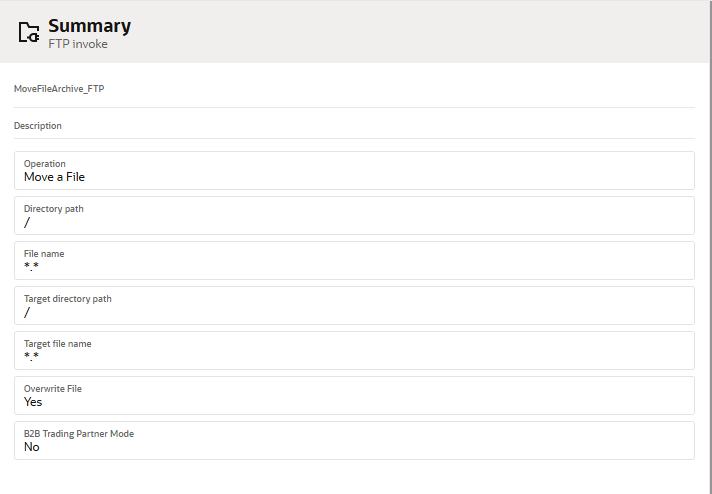 Summary
FTP invoke
MoveFileArchive_FTP
Description
Operation
Move a File
Directory path
/
File name
*.*
Target directory path
/
Target file name
*.*
Overwrite File
Yes
B2B Trading Partner Mode
No